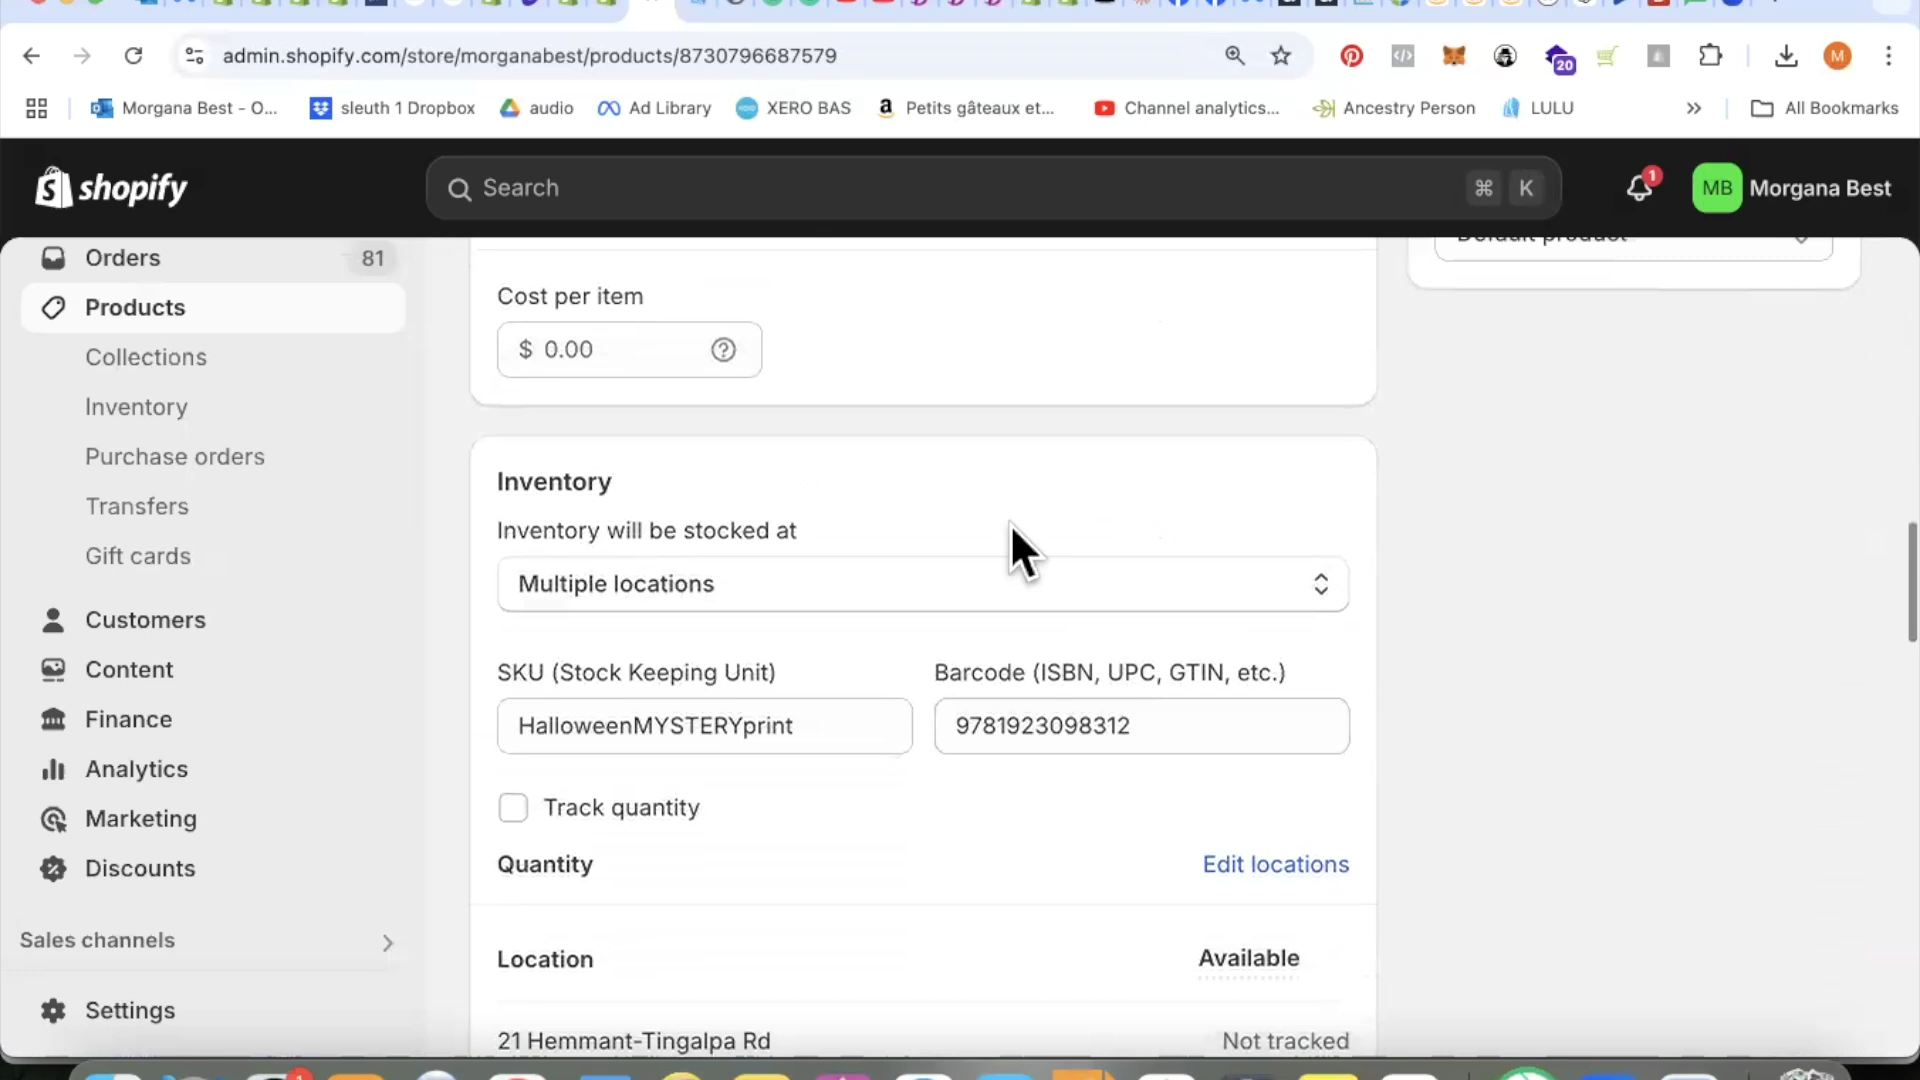 admin.shopify.com/store/morganabest/products/8730796687579
20
M
Morgana Best - O...
sleuth 1 Dropbox
audio
Ad Library
XERO BAS
Petits gâteaux et...
Channel analytics...
Ancestry Person
LULU
All Bookmarks
shopify
Search
⌘ K
1
MB Morgana Best
Orders 81
Products
Collections
Inventory
Purchase orders
Transfers
Gift cards
Customers
Content
Finance
Analytics
Marketing
Discounts
Sales channels
Settings
Default product
Cost per item
$ 0.00
Inventory
Inventory will be stocked at
Multiple locations
SKU (Stock Keeping Unit) Barcode (ISBN, UPC, GTIN, etc.)
HalloweenMYSTERYprint 9781923098312
Track quantity
Quantity Edit locations
Location Available
21 Hemmant-Tingalpa Rd Not tracked